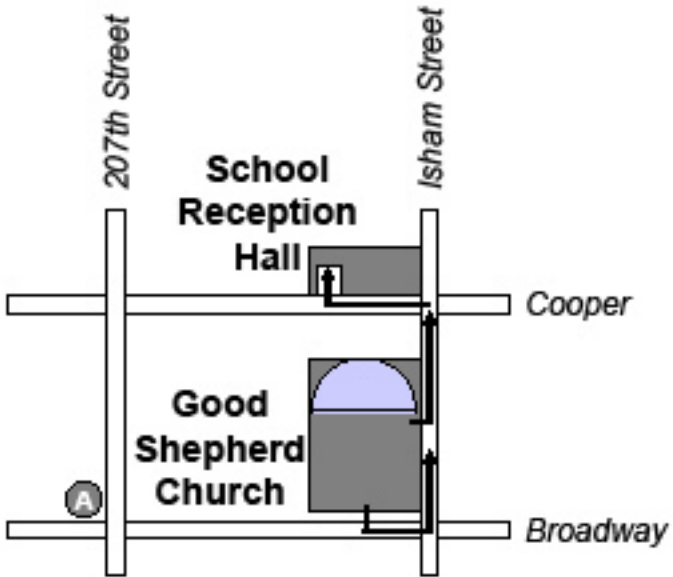 207th Street
Isham Street
School
Reception
Hall
Cooper
Good
Shepherd
Church
A
Broadway